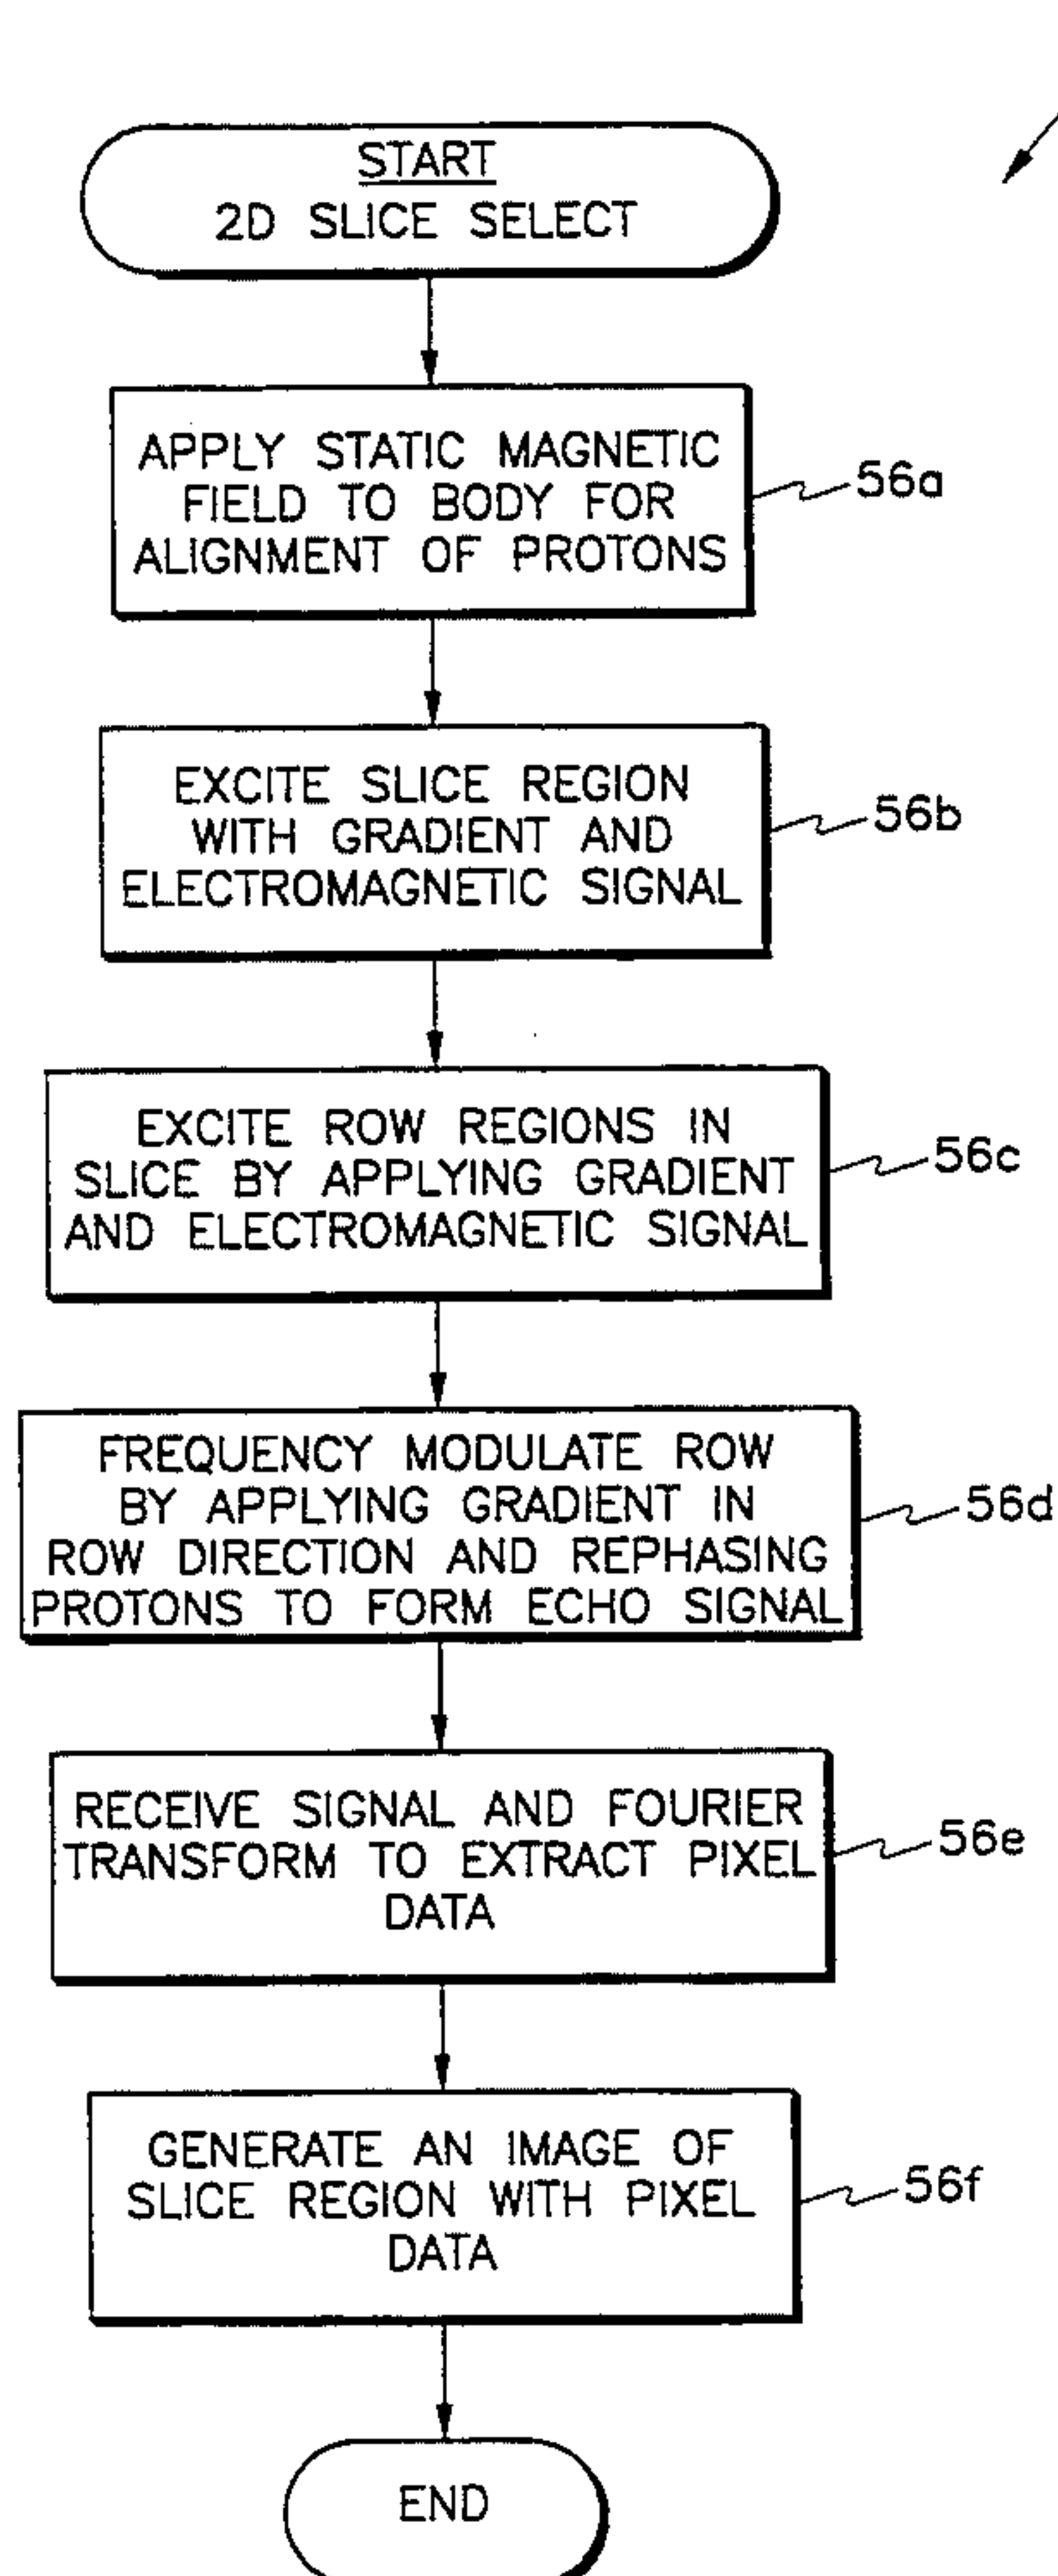 START
2D SLICE SELECT
APPLY STATIC MAGNETIC
FIELD TO BODY FOR
ALIGNMENT OF PROTONS
56a
EXCITE SLICE REGION
WITH GRADIENT AND
ELECTROMAGNETIC SIGNAL
56b
EXCITE ROW REGIONS IN
SLICE BY APPLYING GRADIENT
AND ELECTROMAGNETIC SIGNAL
56c
FREQUENCY MODULATE ROW
BY APPLYING GRADIENT IN
ROW DIRECTION AND REPHASING
PROTONS TO FORM ECHO SIGNAL
56d
RECEIVE SIGNAL AND FOURIER
TRANSFORM TO EXTRACT PIXEL
DATA
56e
GENERATE AN IMAGE OF
SLICE REGION WITH PIXEL
DATA
56f
END